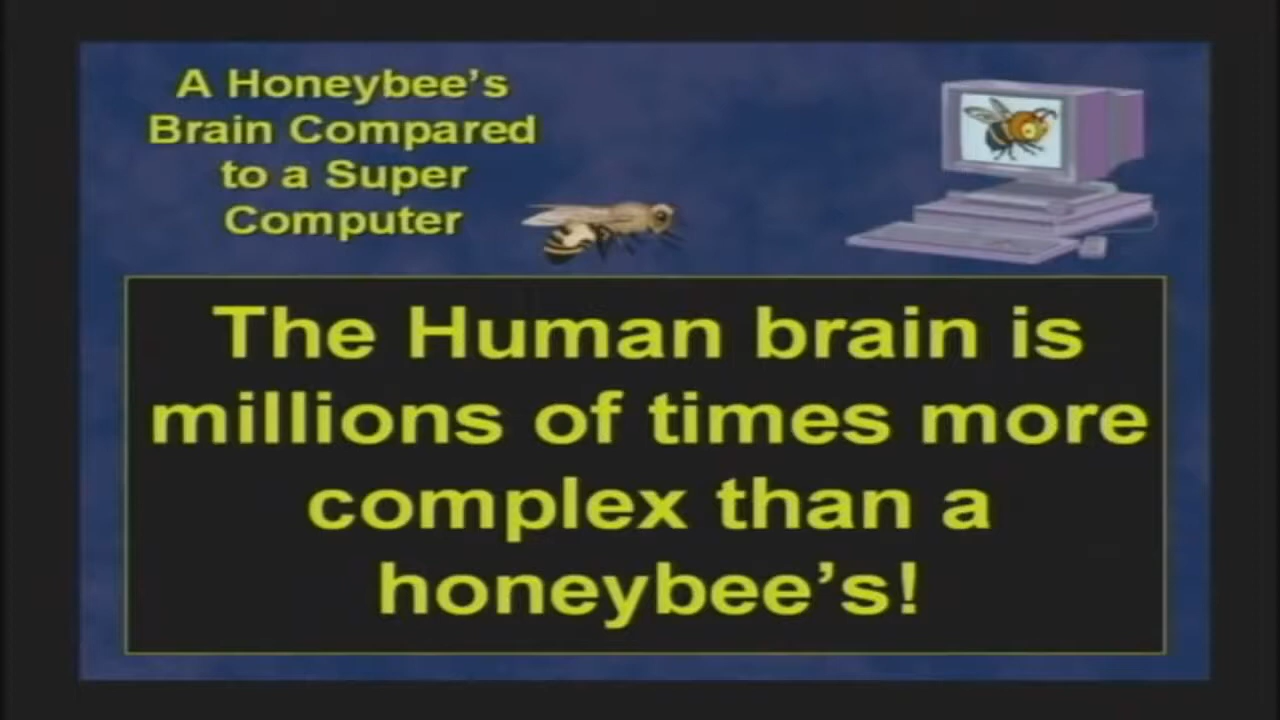 A Honeybee's
Brain Compared
to a Super
Computer
The Human brain is
millions of times more
complex than a
honeybee's!